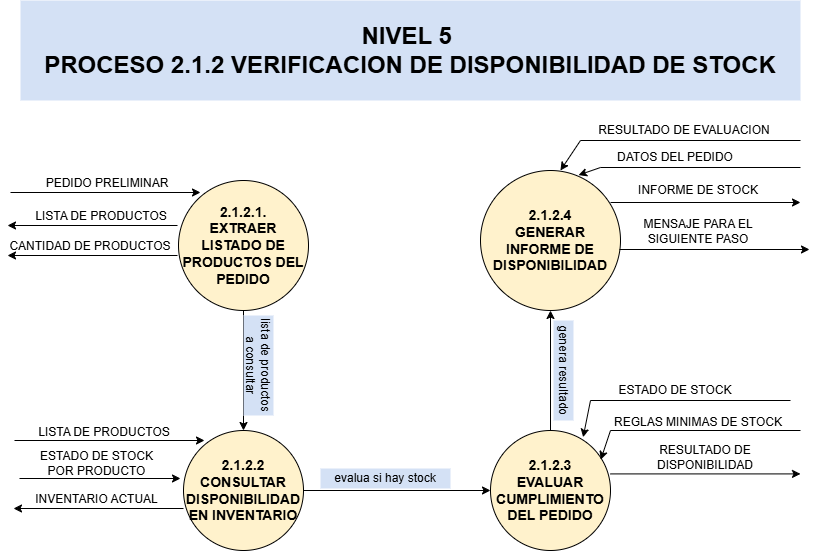 NIVEL 5
PROCESO 2.1.2 VERIFICACION DE DISPONIBILIDAD DE STOCK
PEDIDO PRELIMINAR
LISTA DE PRODUCTOS
CANTIDAD DE PRODUCTOS
2.1.2.1.
EXTRAER
LISTADO DE
PRODUCTOS DEL
PEDIDO
RESULTADO DE EVALUACION
DATOS DEL PEDIDO
INFORME DE STOCK
MENSAJE PARA EL
SIGUIENTE PASO
2.1.2.4
GENERAR
INFORME DE
DISPONIBILIDAD
lista de productos
a consultar
genera resultado
LISTA DE PRODUCTOS
ESTADO DE STOCK
POR PRODUCTO
INVENTARIO ACTUAL
2.1.2.2
CONSULTAR
DISPONIBILIDAD
EN INVENTARIO
evalua si hay stock
2.1.2.3
EVALUAR
CUMPLIMIENTO
DEL PEDIDO
ESTADO DE STOCK
REGLAS MINIMAS DE STOCK
RESULTADO DE
DISPONIBILIDAD